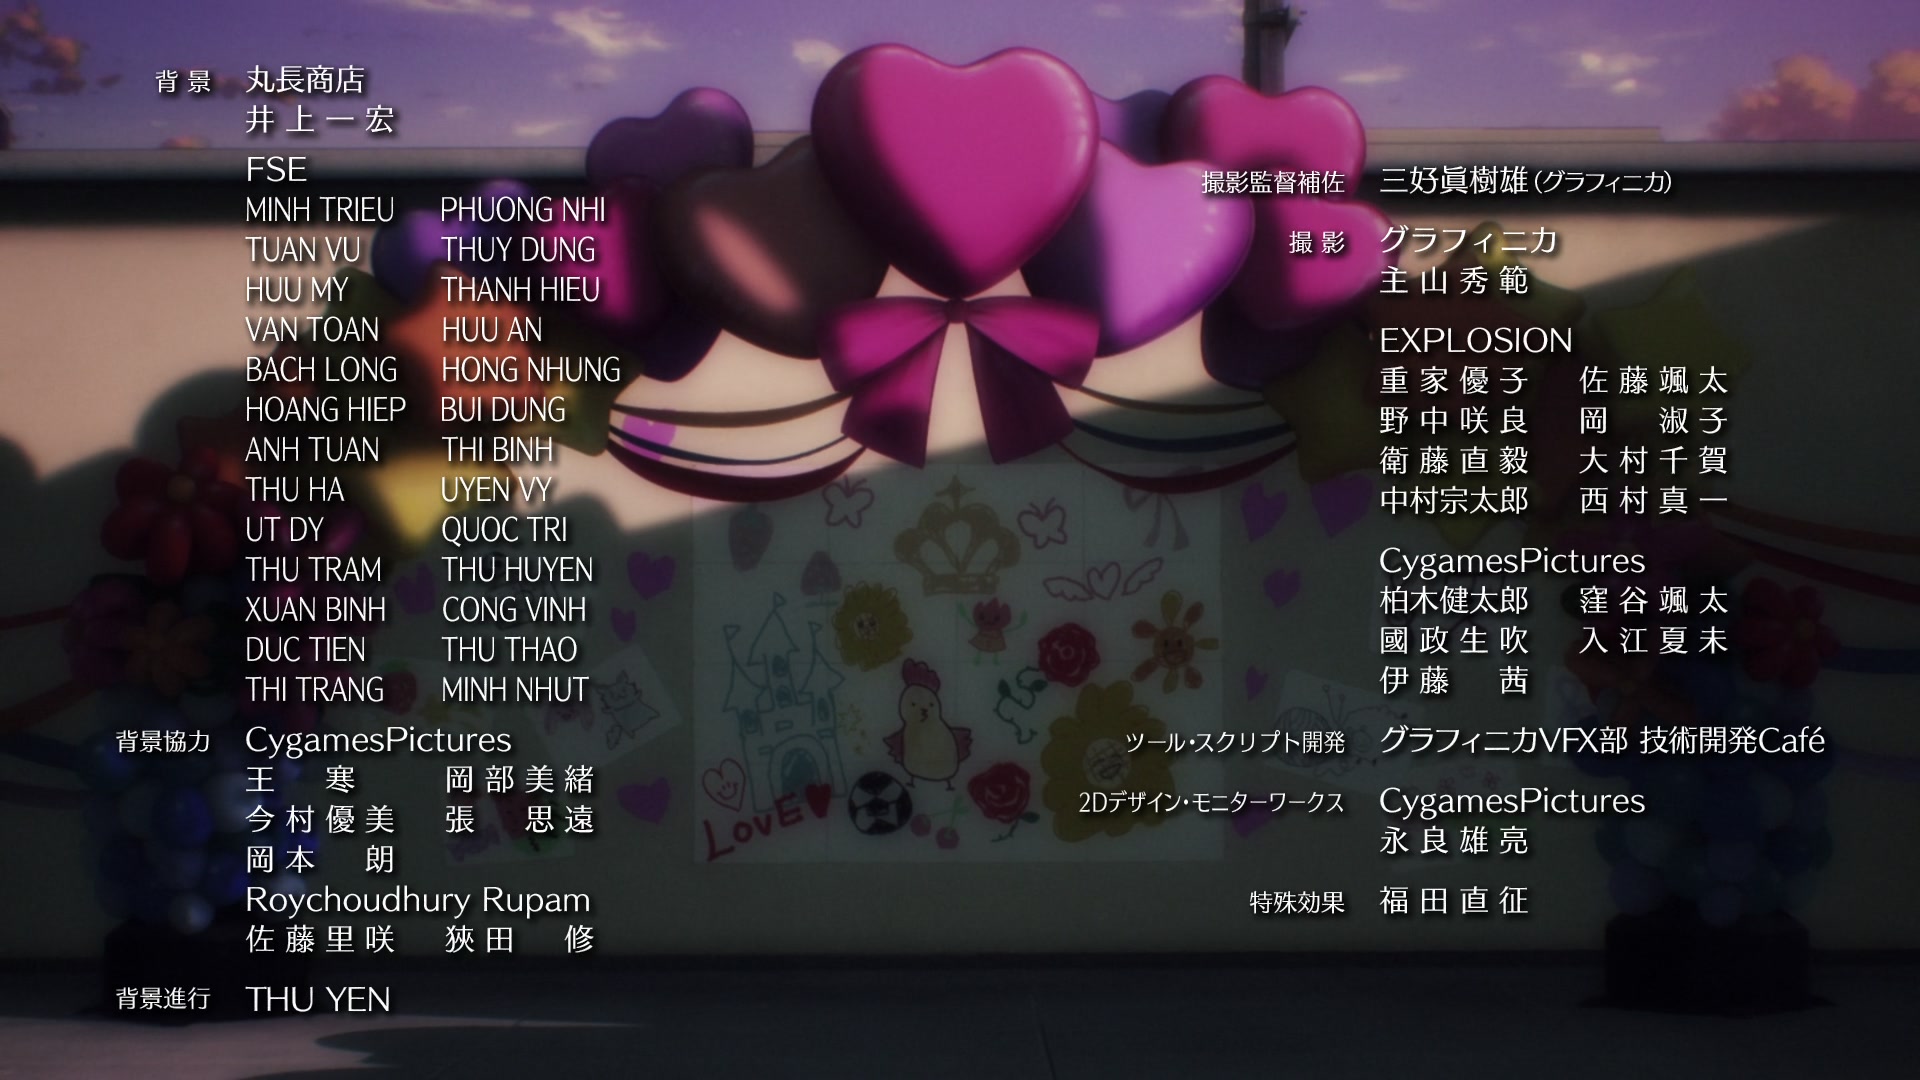 背景 丸長商店
井上一宏
FSE
MINH TRIEU PHUONG NHI
TUAN VU THUY DUNG
HUU MY THANH HIEU
VAN TOAN HUU AN
BACH LONG HONG NHUNG
HOANG HIEP BUI DUNG
ANH TUAN THI BINH
THU HA UYEN VY
UT DY QUOC TRI
THU TRAM THU HUYEN
XUAN BINH CONG VINH
DUC TIEN THU THAO
THI TRANG MINH NHUT
背景協力 CygamesPictures
王 寒 岡部美緒
今村優美 張 思遠
岡本 朗
Roychoudhury Rupam
佐藤里咲 狹田 修
背景進行 THU YEN
LOVE
撮影監督補佐 三好眞樹雄(グラフィニカ)
撮影 グラフィニカ
主山秀範
EXPLOSION
重家優子 佐藤颯太
野中咲良 岡 淑子
衛藤直毅 大村千賀
中村宗太郎 西村真一
CygamesPictures
柏木健太郎 窪谷颯太
國政生吹 入江夏未
伊藤 茜
ツール・スクリプト開発 グラフィニカVFX部 技術開発Café
2Dデザイン・モニターワークス CygamesPictures
永良雄亮
特殊効果 福田直征